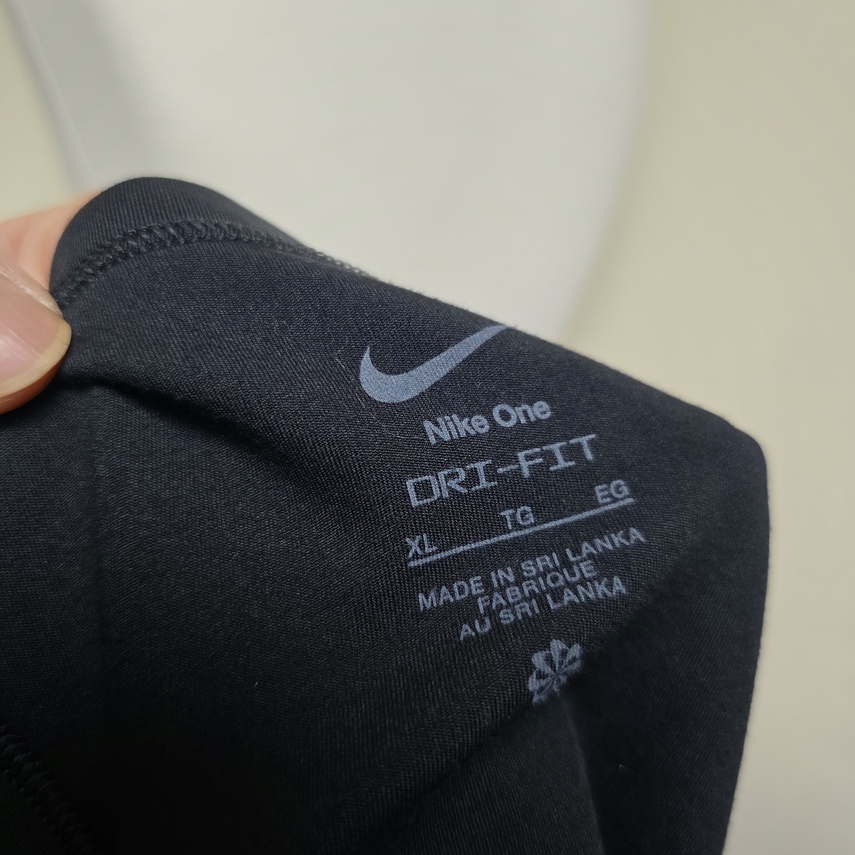 Nike One
DRI-FIT
XL TG EG
MADE IN SRI LANKA
FABRIQUE
AU SRI LANKA